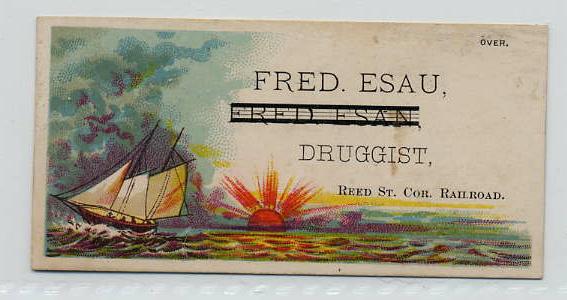 OVER.
FRED. ESAU,
FRED. ESAN,
DRUGGIST,
REED ST. COR. RAILROAD.